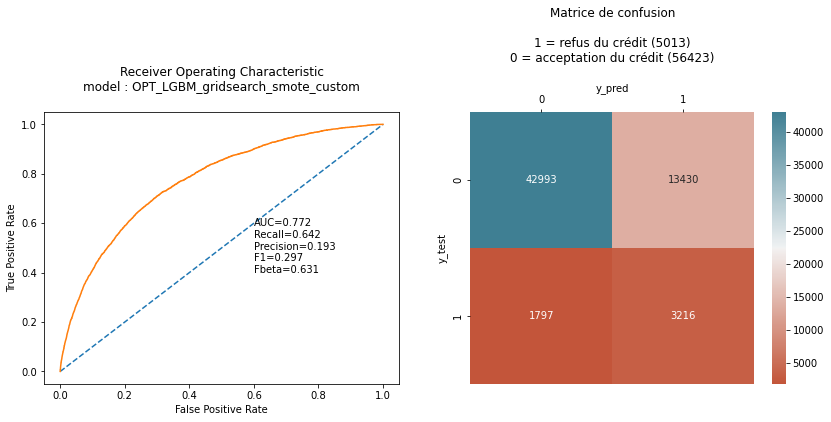 Receiver Operating Characteristic
model : OPT_LGBM_gridsearch_smote_custom
1.0
0.8
0.6
0.4
0.2
0.0
True Positive Rate
AUC=0.772
Recall=0.642
Precision=0.193
F1=0.297
Fbeta=0.631
0.0 0.2 0.4 0.6 0.8 1.0
False Positive Rate
Matrice de confusion
1 = refus du crédit (5013)
0 = acceptation du crédit (56423)
y_pred
0 1
y_test
0
42993 13430
1
1797 3216
40000
35000
30000
25000
20000
15000
10000
5000